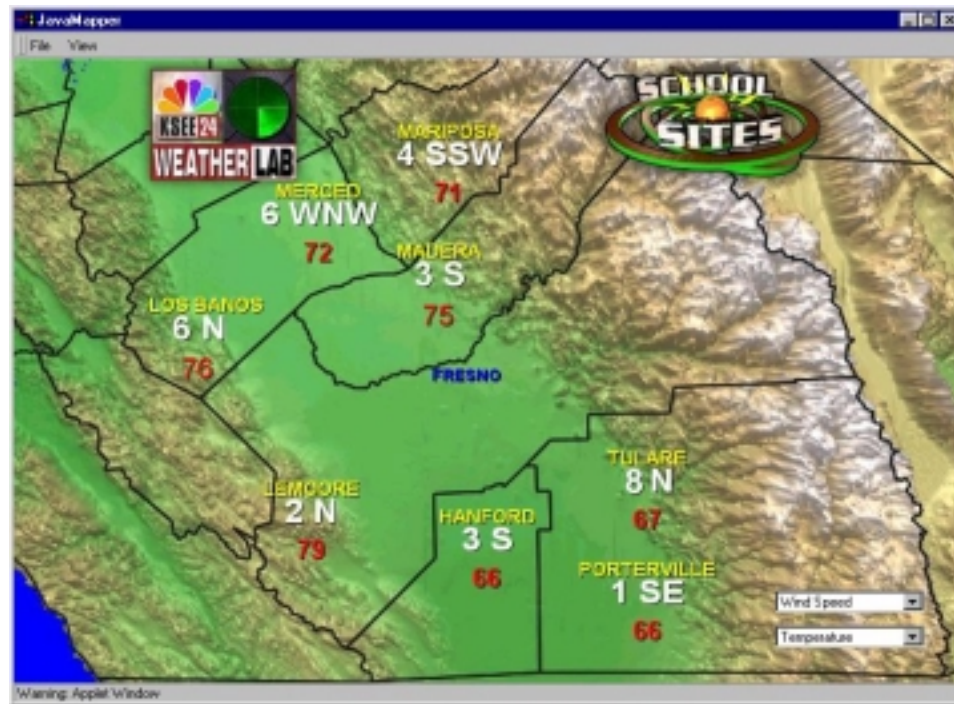 JavaMapper
File View
KSEE 24
WEATHER LAB
SCHOOL
SITES
MARIPOSA
4 SSW
71
MERCED
6 WNW
72
MADERA
3 S
75
LOS BANOS
6 N
76
FRESNO
LEMOORE
2 N
79
HANFORD
3 S
66
TULARE
8 N
67
PORTERVILLE
1 SE
66
Wind Speed
Temperature
Warning: Applet Window